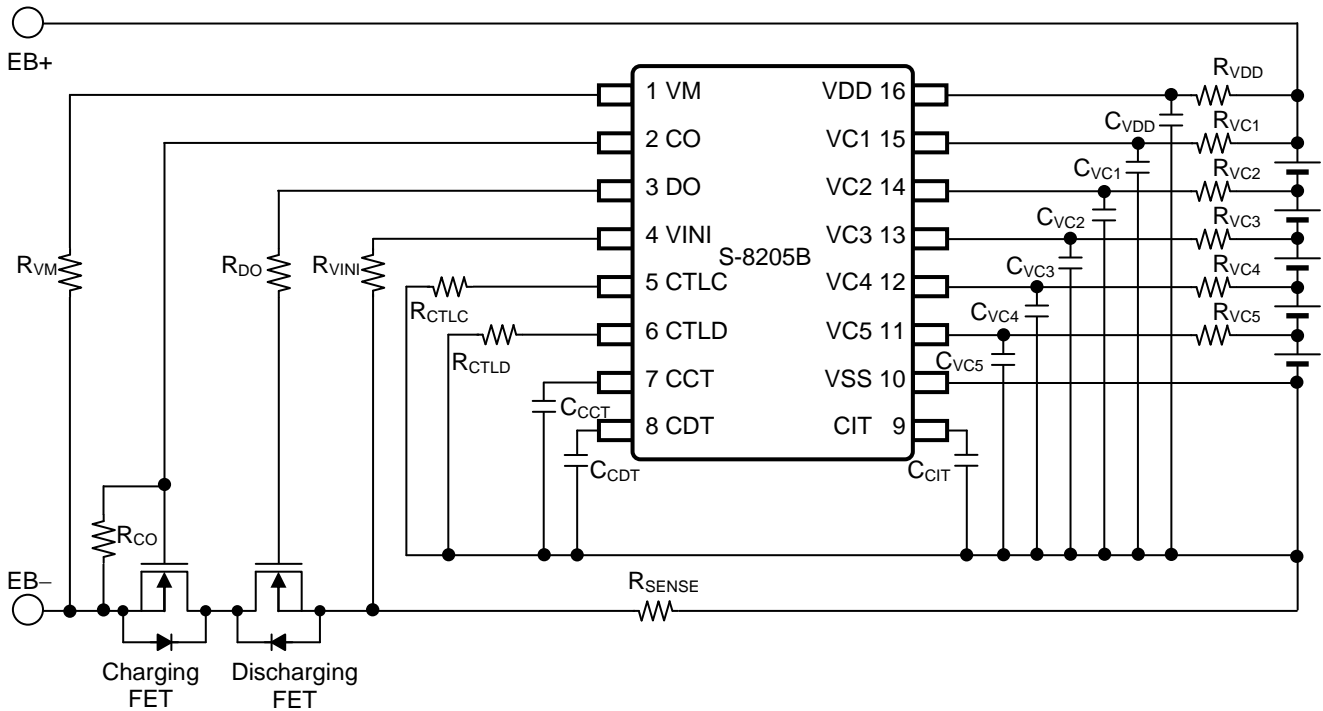 EB+
1 VM
2 CO
3 DO
4 VINI
5 CTLC
6 CTLD
7 CCT
8 CDT
S-8205B
VDD 16
VC1 15
VC2 14
VC3 13
VC4 12
VC5 11
VSS 10
CIT 9
RVDD
RVC1
RVC2
RVC3
RVC4
RVC5
CVDD
CVC1
CVC2
CVC3
CVC4
CVC5
RVM
RDO
RVINI
RCTLC
RCTLD
CCCT
CCDT
CCIT
RCO
EB−
RSENSE
Charging
FET
Discharging
FET